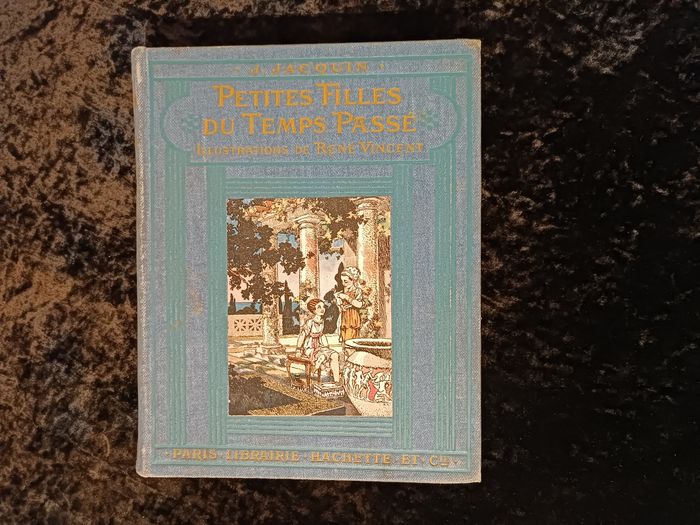 J. JACQUIN
PETITES FILLES
DU TEMPS PASSÉ
ILLUSTRATIONS DE RENÉ VINCENT
PARIS · LIBRAIRIE · HACHETTE · ET · CIE